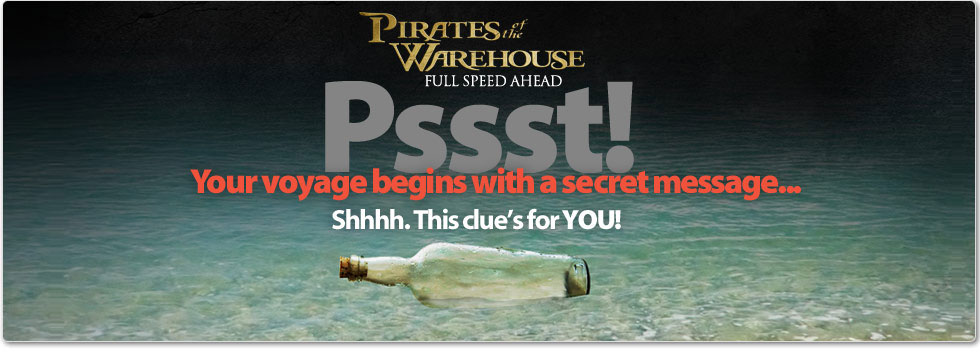 PIRATES of the
WAREHOUSE
FULL SPEED AHEAD
Pssst!
Your voyage begins with a secret message...
Shhhh. This clue's for YOU!